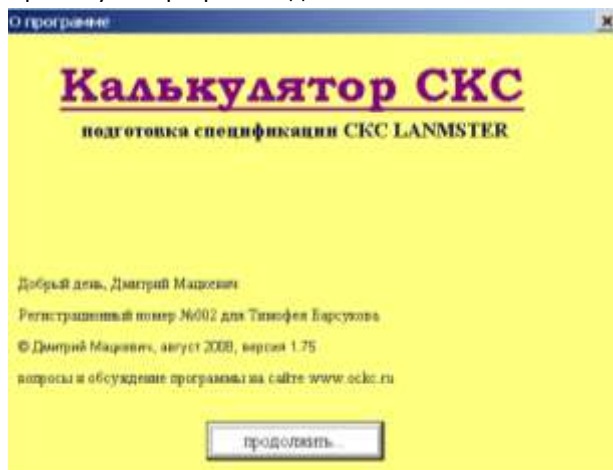 О программе
Калькулятор СКС
подготовка спецификации СКС LANMSTER
Добрый день, Дмитрий Мацкевич
Регистрационный номер №002 для Тимофея Барсукова
© Дмитрий Мацкевич, август 2008, версия 1.75
вопросы и обсуждение программы на сайте www.ockc.ru
продолжить...